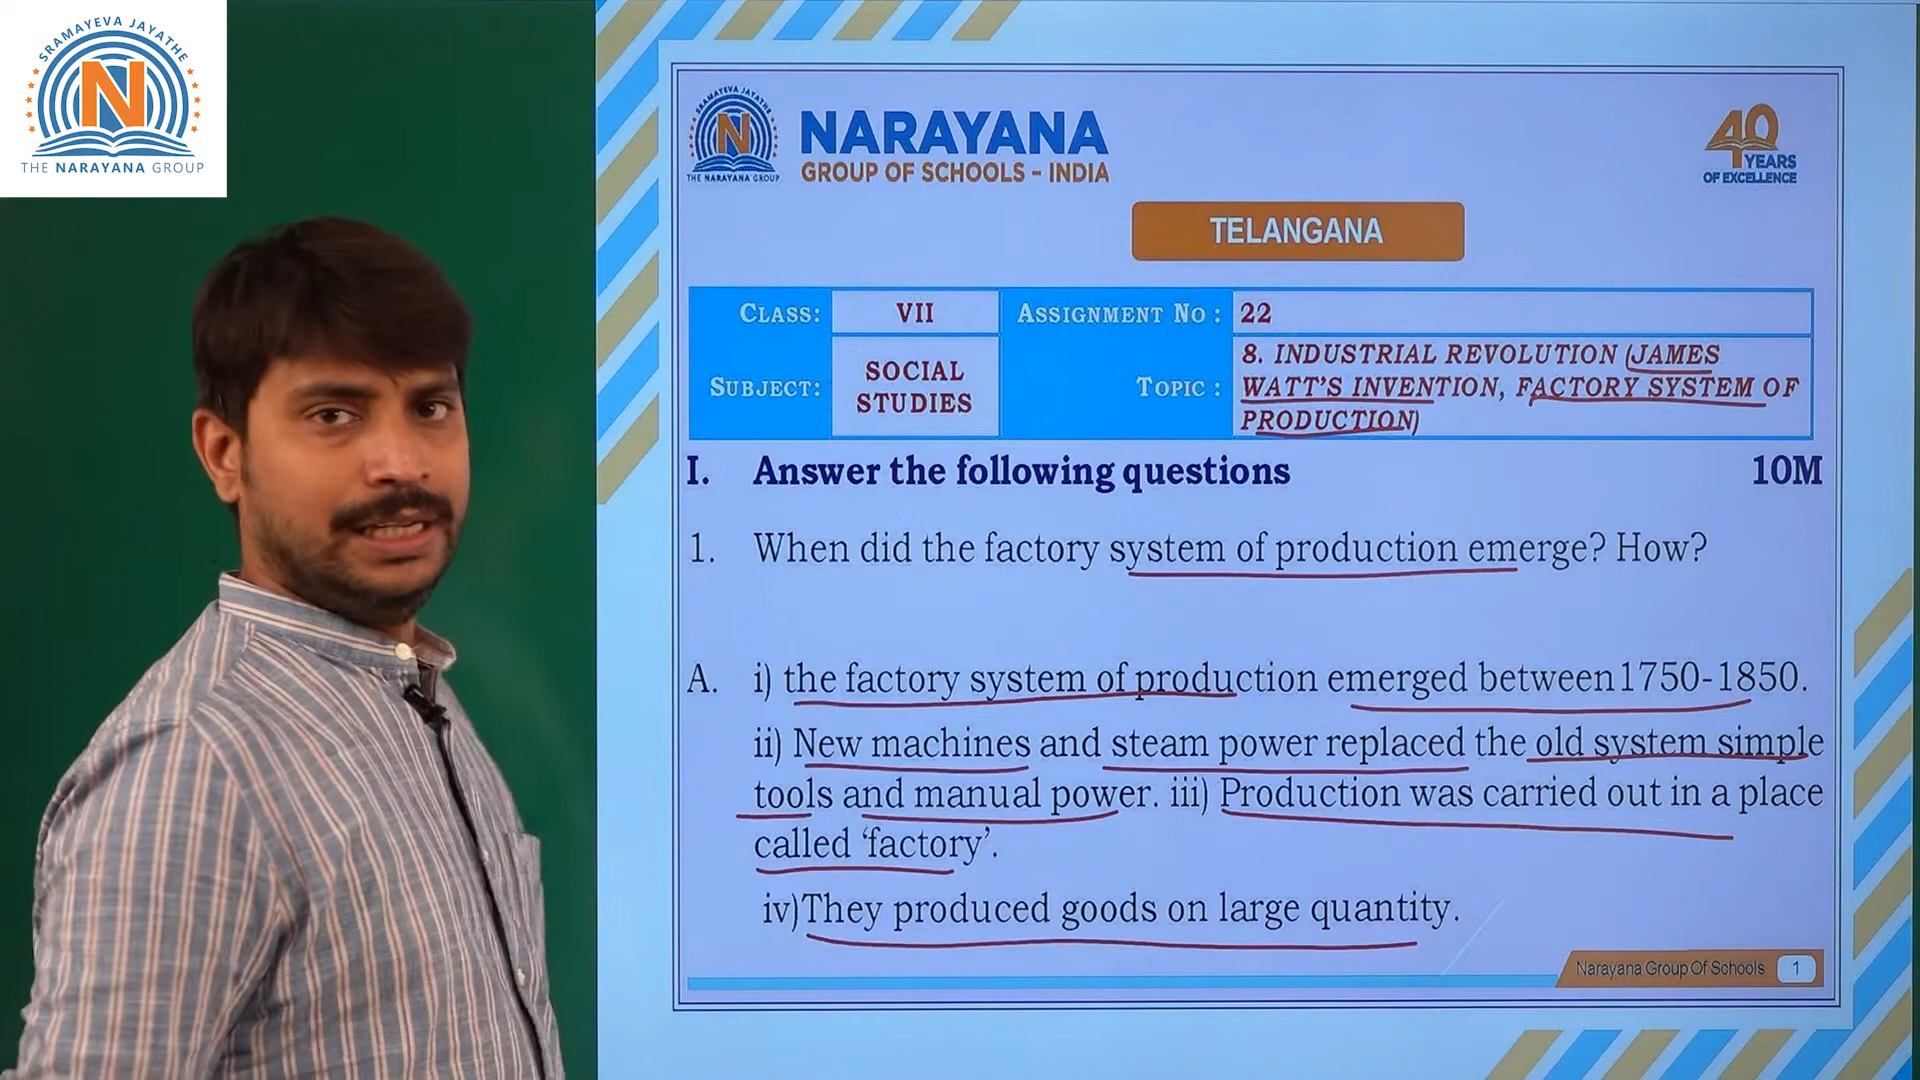 SRAMAYEVA JAYATHE
N
THE NARAYANA GROUP
SRAMAYEVA JAYATHE
N
THE NARAYANA GROUP
NARAYANA
GROUP OF SCHOOLS - INDIA
40
YEARS
OF EXCELLENCE
TELANGANA
CLASS: VII ASSIGNMENT NO : 22
SUBJECT: SOCIAL STUDIES TOPIC : 8. INDUSTRIAL REVOLUTION (JAMES
WATT'S INVENTION, FACTORY SYSTEM OF
PRODUCTION)
I. Answer the following questions 10M
1. When did the factory system of production emerge? How?
A. i) the factory system of production emerged between 1750-1850.
ii) New machines and steam power replaced the old system simple
tools and manual power. iii) Production was carried out in a place
called ‘factory’.
iv)They produced goods on large quantity.
Narayana Group Of Schools 1